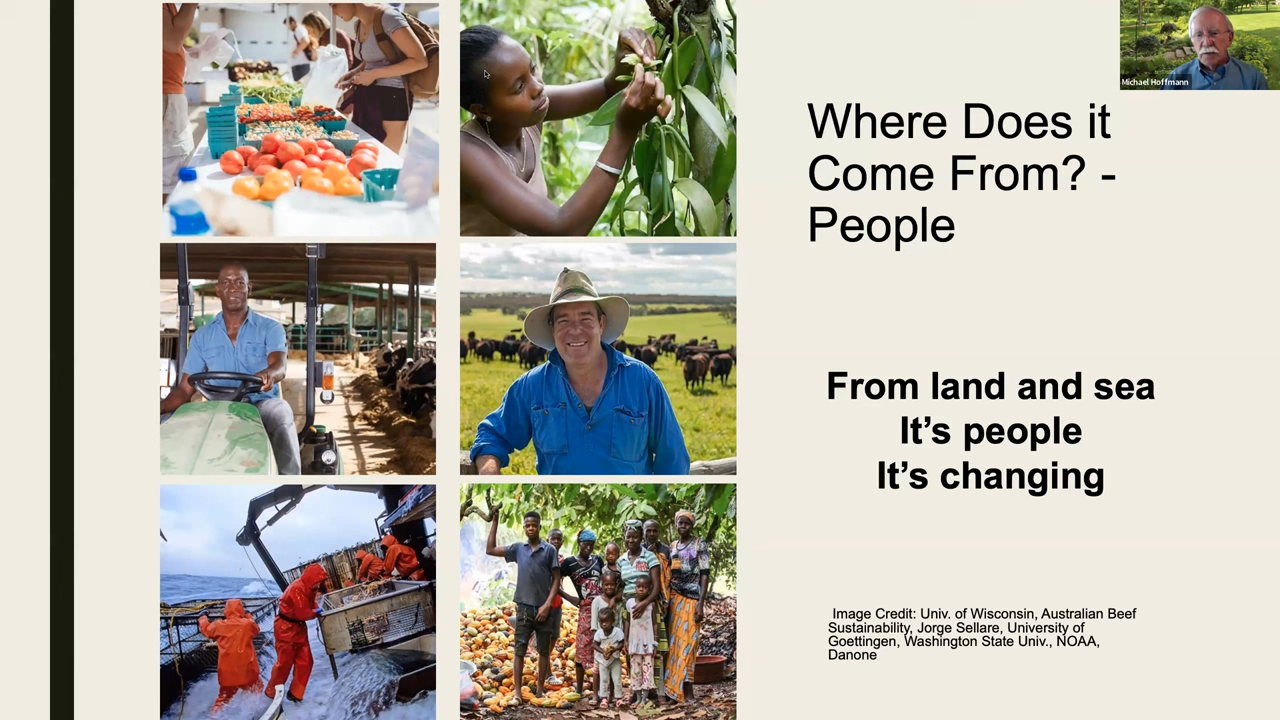 Michael Hoffmann
Where Does it
Come From? -
People
From land and sea
It's people
It's changing
Image Credit: Univ. of Wisconsin, Australian Beef
Sustainability, Jorge Sellare, University of
Goettingen, Washington State Univ., NOAA,
Danone